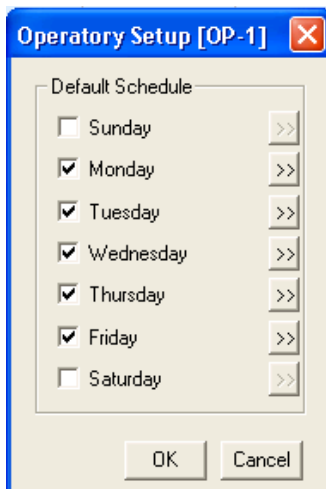 Operatory Setup [OP-1]
Default Schedule
Sunday >>
Monday >>
Tuesday >>
Wednesday >>
Thursday >>
Friday >>
Saturday >>
OK Cancel